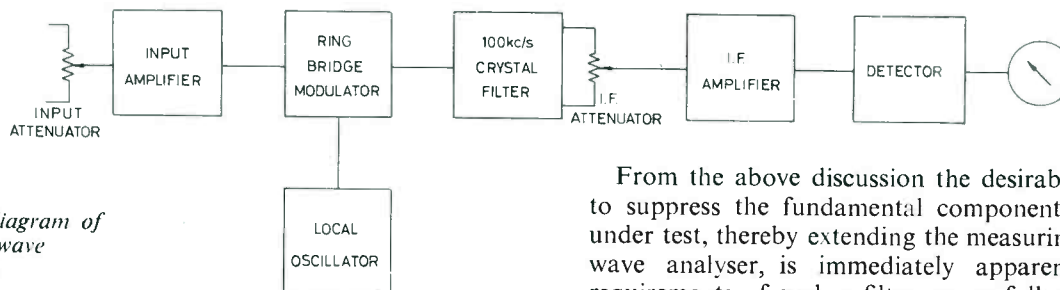 INPUT
ATTENUATOR
INPUT
AMPLIFIER
RING
BRIDGE
MODULATOR
LOCAL
OSCILLATOR
100kc/s
CRYSTAL
FILTER
I.F.
ATTENUATOR
I.F.
AMPLIFIER
DETECTOR
iagram of
wave
From the above discussion the desirab
to suppress the fundamental component
under test, thereby extending the measurin
wave analyser, is immediately apparen